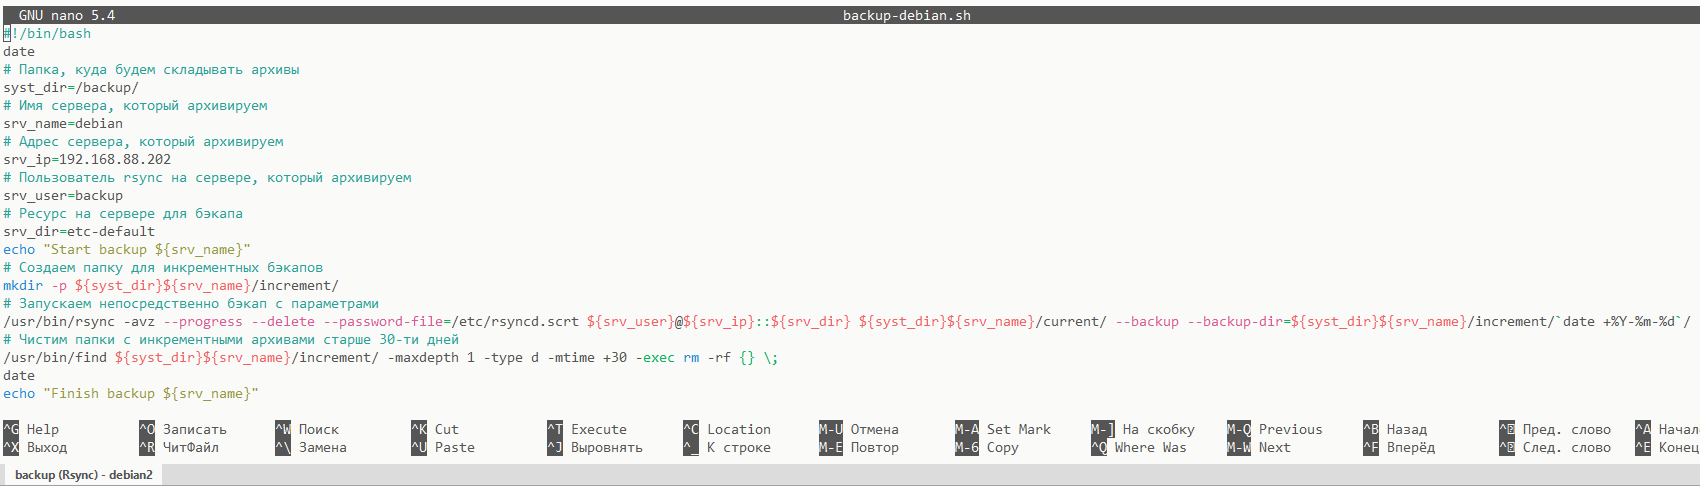 GNU nano 5.4 backup-debian.sh
#!/bin/bash
date
# Папка, куда будем складывать архивы
syst_dir=/backup/
# Имя сервера, который архивируем
srv_name=debian
# Адрес сервера, который архивируем
srv_ip=192.168.88.202
# Пользователь rsync на сервере, который архивируем
srv_user=backup
# Ресурс на сервере для бэкапа
srv_dir=etc-default
echo "Start backup ${srv_name}"
# Создаем папку для инкрементных бэкапов
mkdir -p ${syst_dir}${srv_name}/increment/
# Запускаем непосредственно бэкап с параметрами
/usr/bin/rsync -avz --progress --delete --password-file=/etc/rsyncd.scrt ${srv_user}@${srv_ip}::${srv_dir} ${syst_dir}${srv_name}/current/ --backup --backup-dir=${syst_dir}${srv_name}/increment/`date +%Y-%m-%d`/
# Чистим папки с инкрементными архивами старше 30-ти дней
/usr/bin/find ${syst_dir}${srv_name}/increment/ -maxdepth 1 -type d -mtime +30 -exec rm -rf {} \;
date
echo "Finish backup ${srv_name}"
^G Help ^O Записать ^W Поиск ^K Cut ^T Execute ^C Location M-U Отмена M-A Set Mark M-] На скобку M-Q Previous ^B Назад ^ Пред. слово ^A Начал
^X Выход ^R ЧитФайл ^\ Замена ^U Paste ^J Выровнять ^_ К строке M-E Повтор M-6 Copy ^Q Where Was M-W Next ^F Вперёд ^ След. слово ^E Конец
backup (Rsync) - debian2